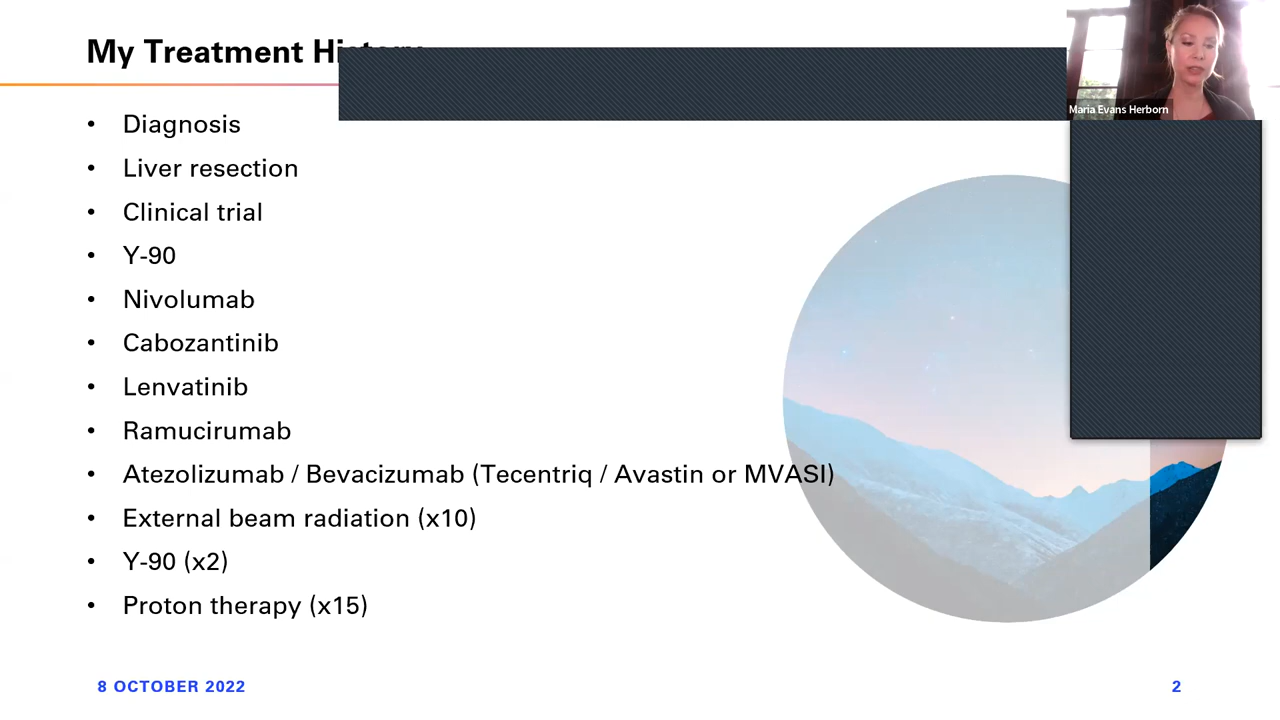 My Treatment
Maria Evans Herborn
• Diagnosis
• Liver resection
• Clinical trial
• Y-90
• Nivolumab
• Cabozantinib
• Lenvatinib
• Ramucirumab
• Atezolizumab / Bevacizumab (Tecentriq / Avastin or MVASI)
• External beam radiation (x10)
• Y-90 (x2)
• Proton therapy (x15)
8 OCTOBER 2022
2